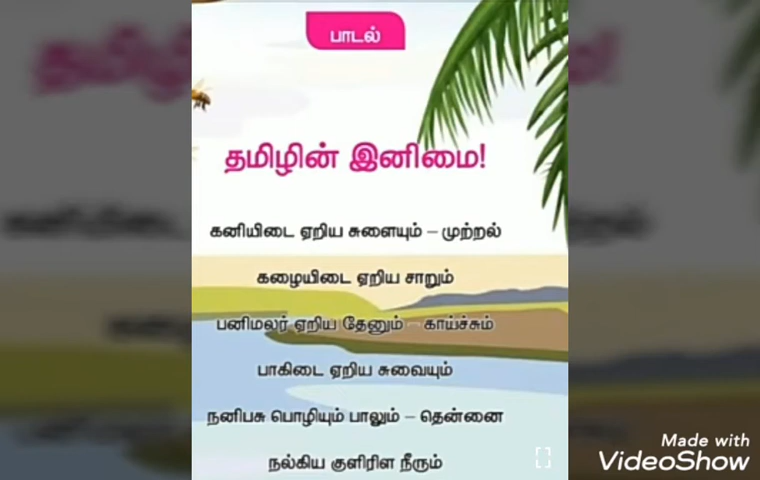 பாடல்
தமிழின் இனிமை!
கனியிடை ஏறிய சுளையும் – முற்றல்
கழையிடை ஏறிய சாறும்
பனிமலர் ஏறிய தேனும் – காய்ச்சும்
பாகிடை ஏறிய சுவையும்
நனிபசு பொழியும் பாலும் – தென்னை
நல்கிய குளிரிள நீரும்
Made with
VideoShow